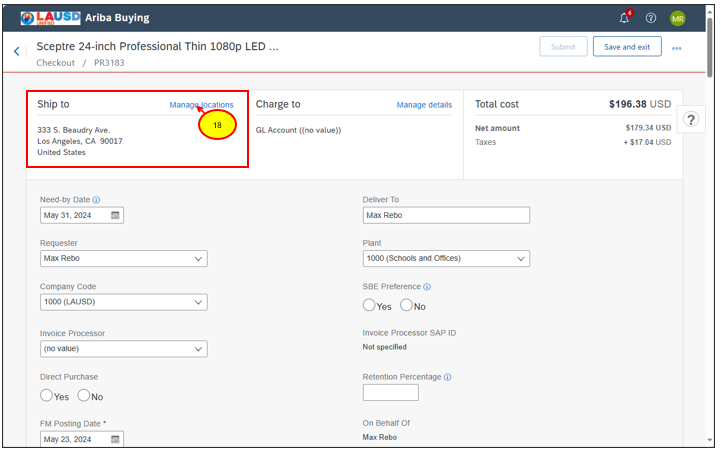 LAUSD Ariba Buying 6 MR
UNIFIED
Sceptre 24-inch Professional Thin 1080p LED ...
Submit Save and exit
Checkout / PR3183
Ship to Manage locations
18
333 S. Beaudry Ave.
Los Angeles, CA 90017
United States
Charge to Manage details
GL Account ((no value))
Total cost $196.38 USD
Net amount $179.34 USD
Taxes + $17.04 USD
?
Need-by Date
May 31, 2024
Deliver To
Max Rebo
Requester
Max Rebo
Plant
1000 (Schools and Offices)
Company Code
1000 (LAUSD)
SBE Preference
Yes No
Invoice Processor
(no value)
Invoice Processor SAP ID
Not specified
Direct Purchase
Yes No
Retention Percentage
FM Posting Date *
May 23, 2024
On Behalf Of
Max Rebo